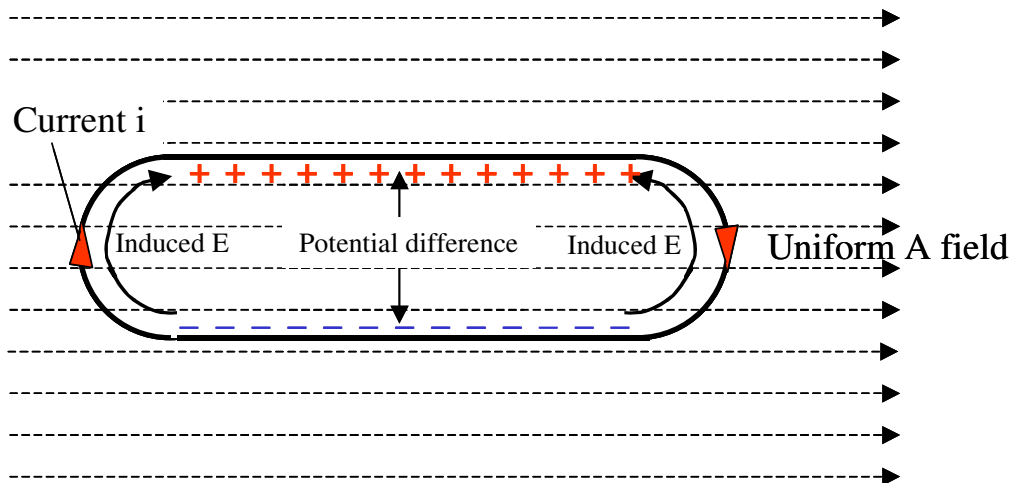 Current i
+ + + + + + + + + + + + +
Induced E
Potential difference
Induced E
Uniform A field
− − − − − − − − − − − − −